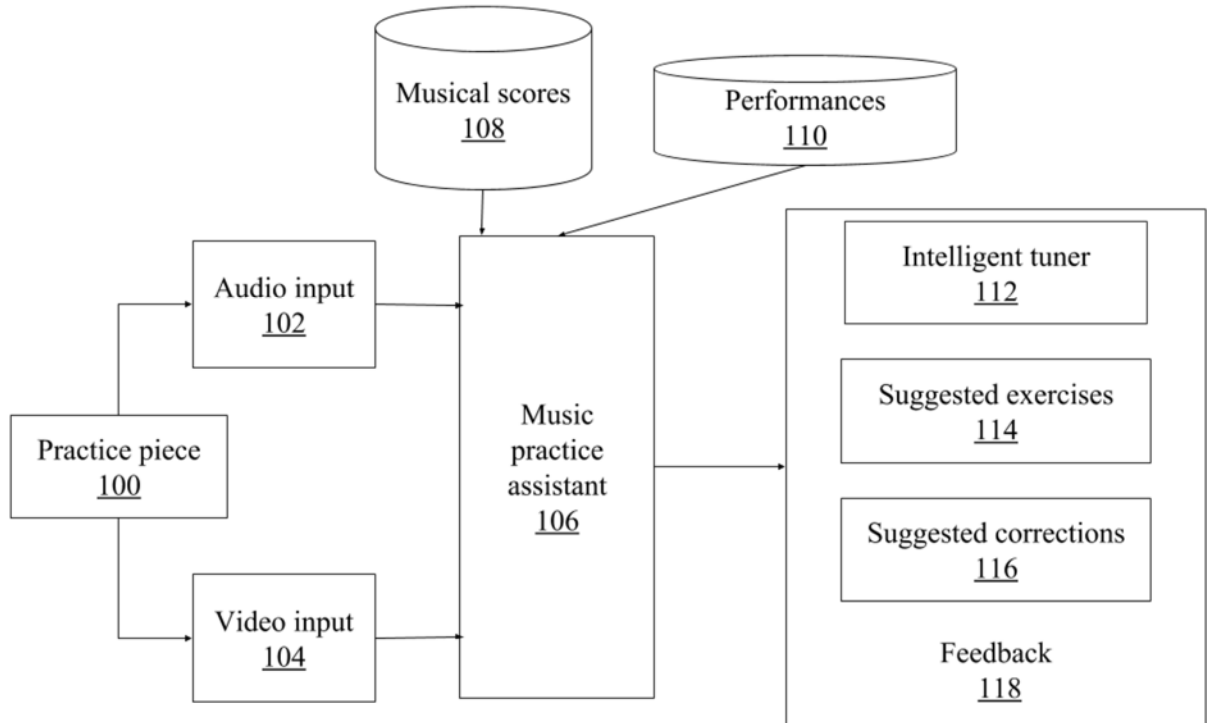 Musical scores
108
Performances
110
Audio input
102
Practice piece
100
Video input
104
Music
practice
assistant
106
Intelligent tuner
112
Suggested exercises
114
Suggested corrections
116
Feedback
118